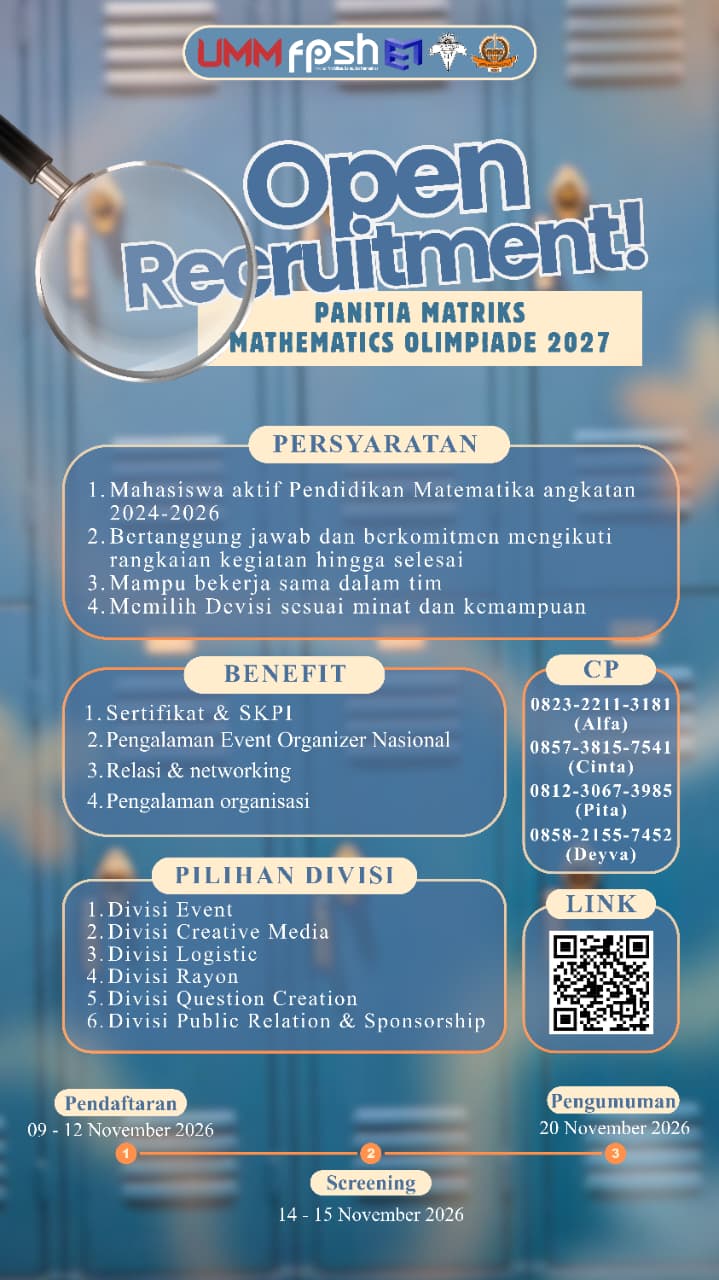 UMM fpsh
Open
Recruitment!
PANITIA MATRIKS
MATHEMATICS OLIMPIADE 2027
PERSYARATAN
1. Mahasiswa aktif Pendidikan Matematika angkatan
2024-2026
2. Bertanggung jawab dan berkomitmen mengikuti
rangkaian kegiatan hingga selesai
3. Mampu bekerja sama dalam tim
4. Memilih Devisi sesuai minat dan kemampuan
BENEFIT
1. Sertifikat & SKPI
2. Pengalaman Event Organizer Nasional
3. Relasi & networking
4. Pengalaman organisasi
CP
0823-2211-3181
(Alfa)
0857-3815-7541
(Cinta)
0812-3067-3985
(Pita)
0858-2155-7452
(Deyva)
PILIHAN DIVISI
1. Divisi Event
2. Divisi Creative Media
3. Divisi Logistic
4. Divisi Rayon
5. Divisi Question Creation
6. Divisi Public Relation & Sponsorship
LINK
Pendaftaran
09 - 12 November 2026
1
2
Screening
14 - 15 November 2026
Pengumuman
20 November 2026
3